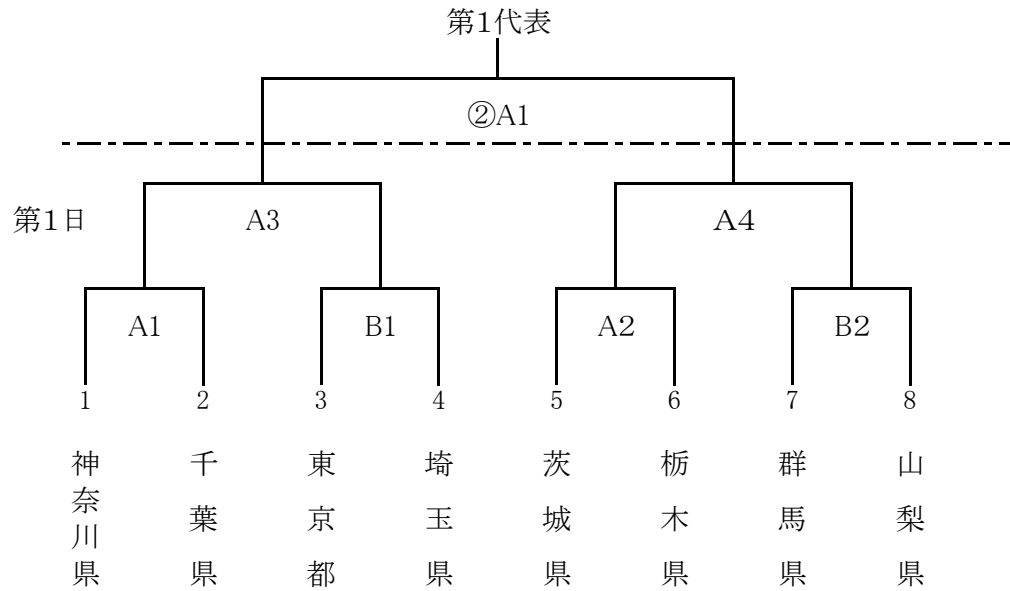 第1代表
②A1
第1日
A3
A4
A1
B1
A2
B2
1
2
3
4
5
6
7
8
神奈川県
千葉県
東京都
埼玉県
茨城県
栃木県
群馬県
山梨県